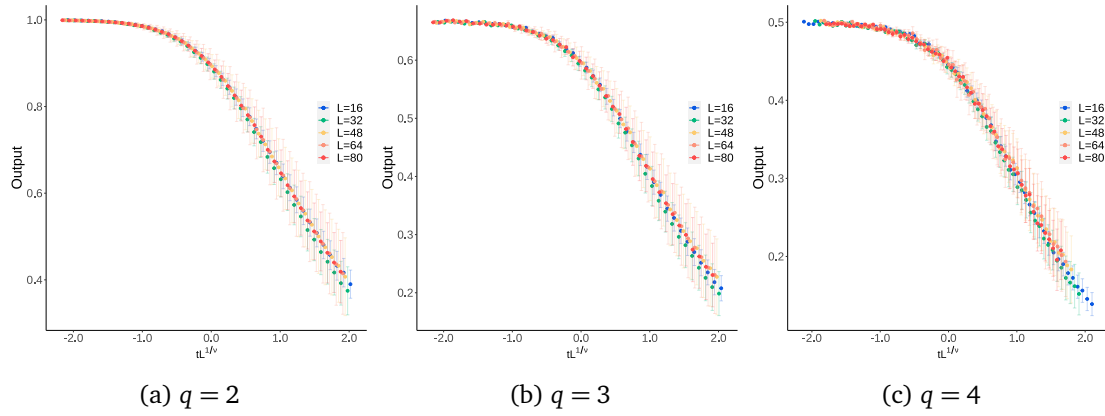 Output
1.0
0.8
0.6
0.4
-2.0 -1.0 0.0 1.0 2.0
tL^{1/ν}
L=16
L=32
L=48
L=64
L=80
(a) q = 2
Output
0.6
0.5
0.3
0.2
-2.0 -1.0 0.0 1.0 2.0
tL^{1/ν}
L=16
L=32
L=48
L=64
L=80
(b) q = 3
Output
0.5
0.4
0.3
0.2
-2.0 -1.0 0.0 1.0 2.0
tL^{1/ν}
L=16
L=32
L=48
L=64
L=80
(c) q = 4